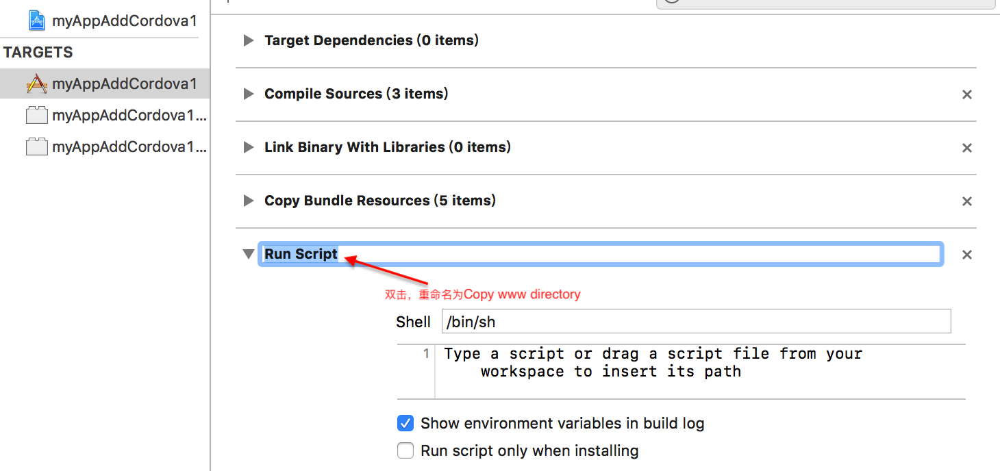 myAppAddCordova1
TARGETS
myAppAddCordova1
myAppAddCordova1...
myAppAddCordova1...
Target Dependencies (0 items)
Compile Sources (3 items)
Link Binary With Libraries (0 items)
Copy Bundle Resources (5 items)
Run Script
双击，重命名为Copy www directory
Shell /bin/sh
1 Type a script or drag a script file from your
workspace to insert its path
Show environment variables in build log
Run script only when installing